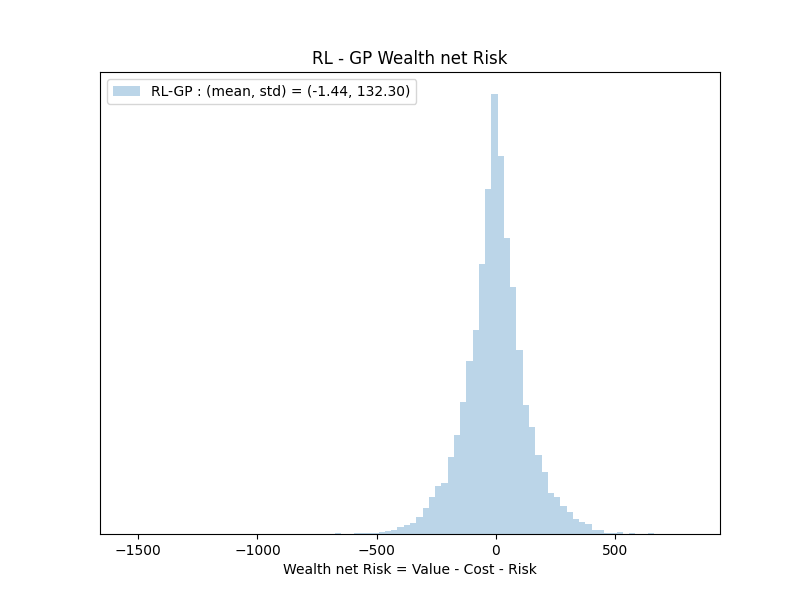 RL - GP Wealth net Risk
RL-GP : (mean, std) = (-1.44, 132.30)
−1500 −1000 −500 0 500
Wealth net Risk = Value - Cost - Risk